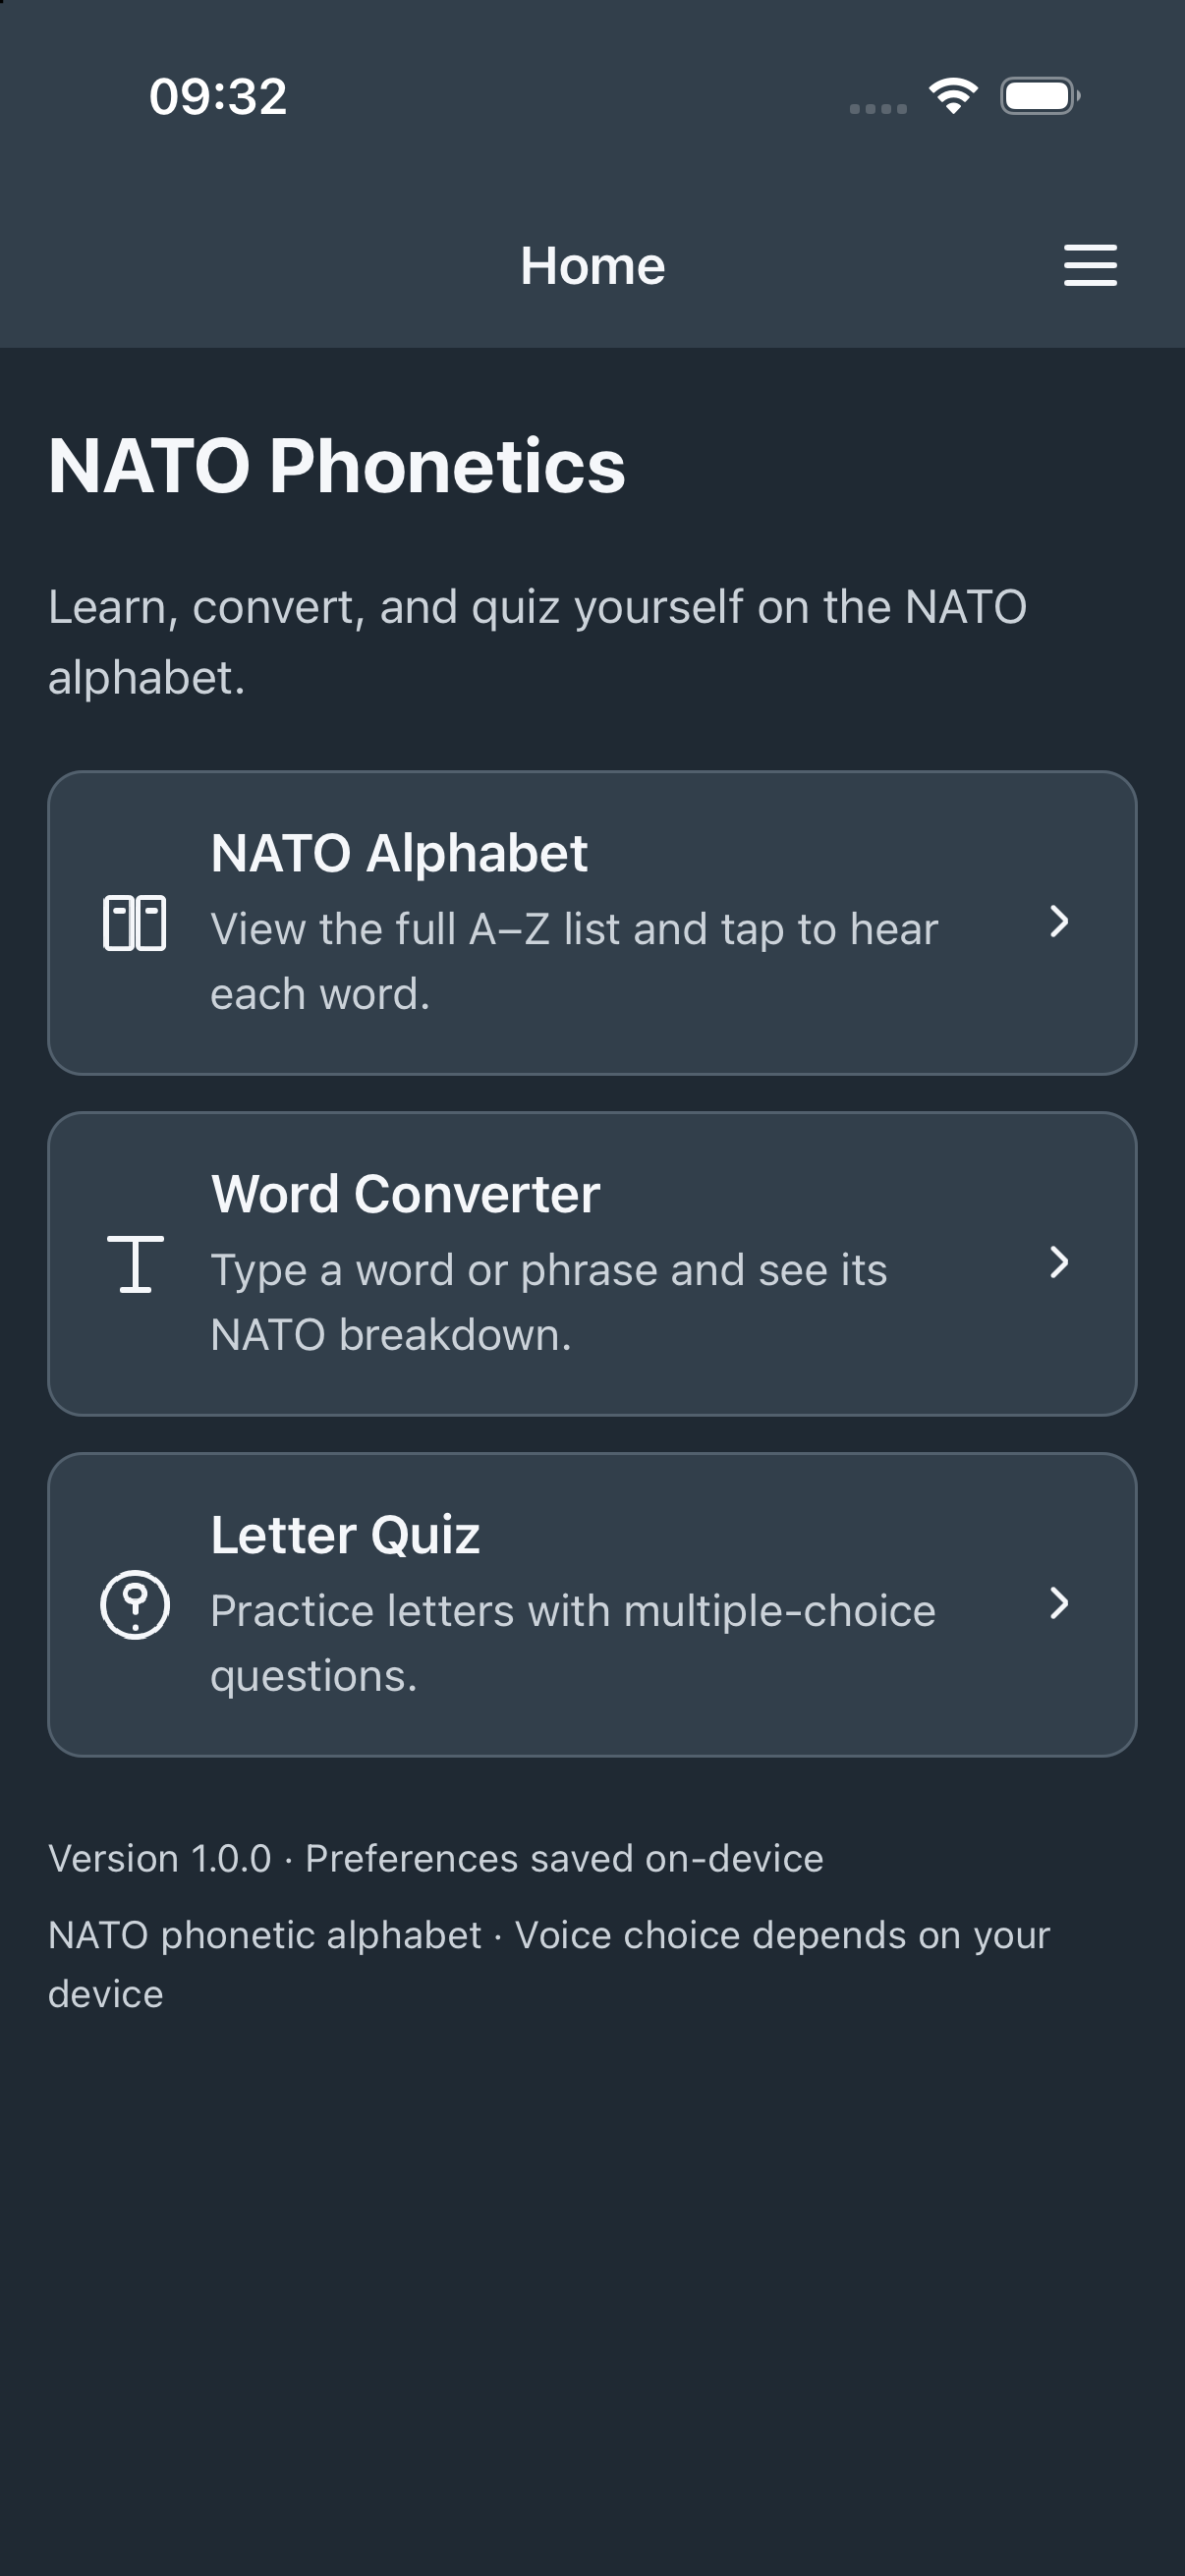 09:32
Home
NATO Phonetics
Learn, convert, and quiz yourself on the NATO
alphabet.
NATO Alphabet
View the full A–Z list and tap to hear
each word.
Word Converter
Type a word or phrase and see its
NATO breakdown.
Letter Quiz
Practice letters with multiple-choice
questions.
Version 1.0.0 · Preferences saved on-device
NATO phonetic alphabet · Voice choice depends on your
device